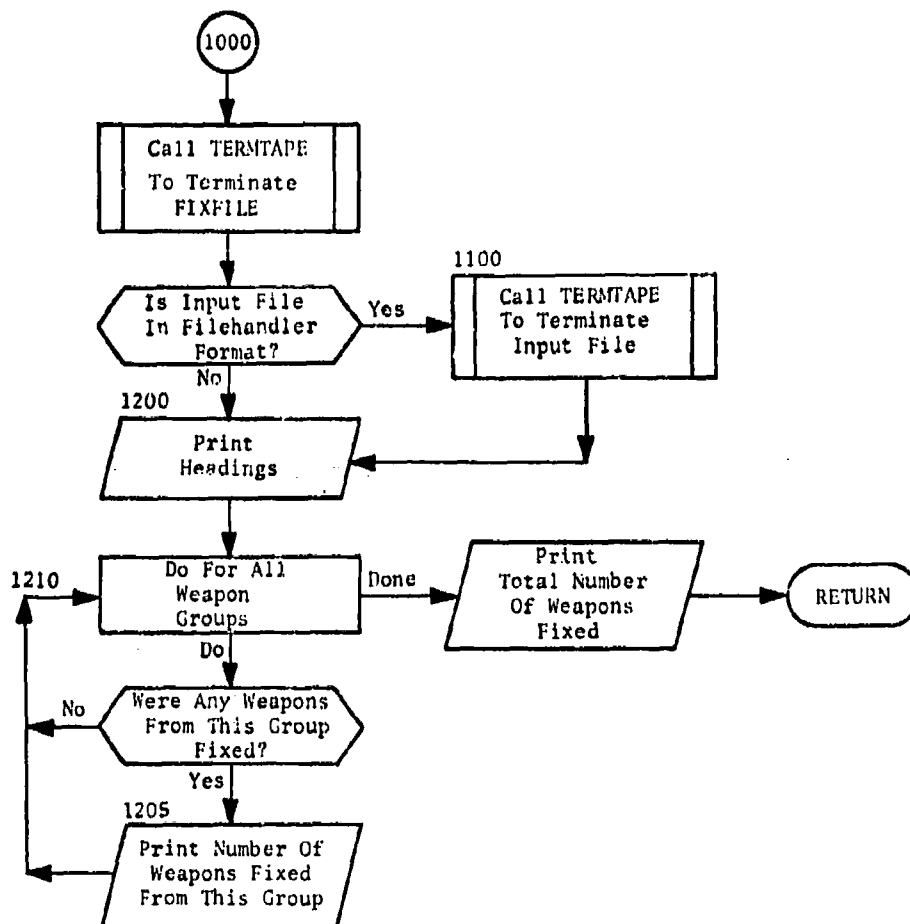 1000
Call TERMTAPE
To Terminate
FIXFILE
Is Input File
In Filehandler
Format?
Yes
No
1100
Call TERMTAPE
To Terminate
Input File
1200
Print
Headings
1210
Do For All
Weapon
Groups
Done
Do
Print
Total Number
Of Weapons
Fixed
RETURN
Were Any Weapons
From This Group
Fixed?
No
Yes
1205
Print Number Of
Weapons Fixed
From This Group